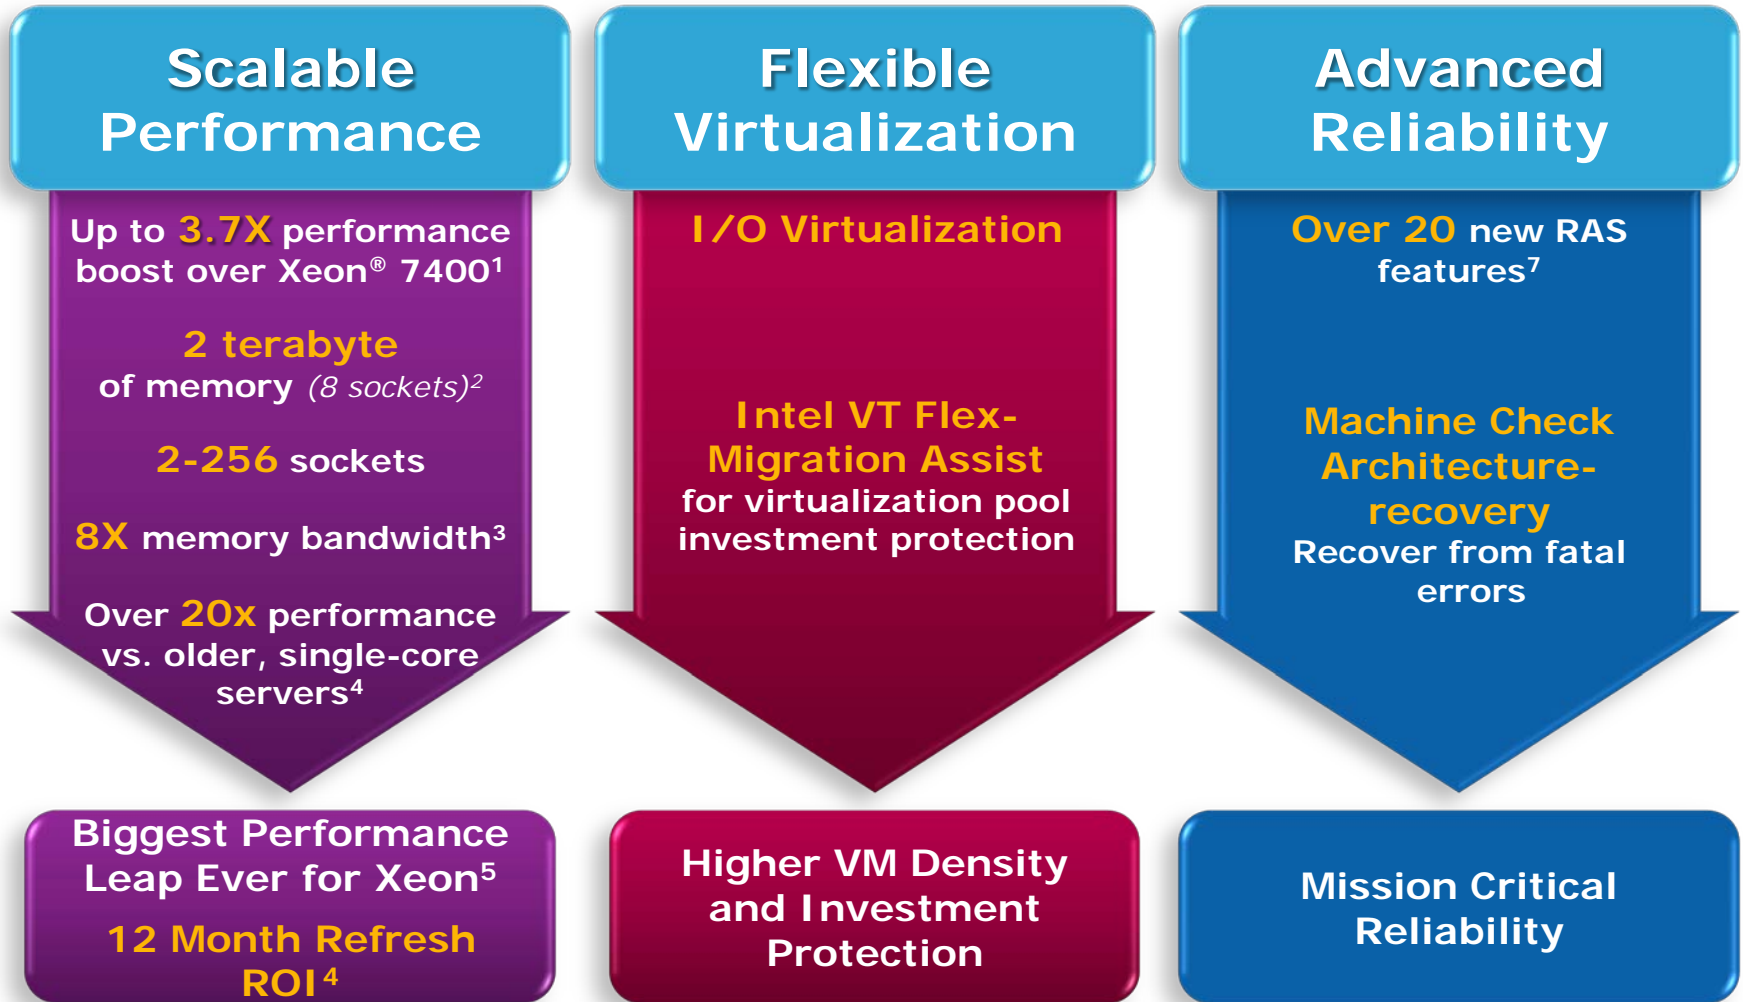 Scalable
Performance
Up to 3.7X performance
boost over Xeon® 7400¹
2 terabyte
of memory (8 sockets)²
2-256 sockets
8X memory bandwidth³
Over 20x performance
vs. older, single-core
servers⁴
Biggest Performance
Leap Ever for Xeon⁵
12 Month Refresh
ROI⁴
Flexible
Virtualization
I/O Virtualization
Intel VT Flex-
Migration Assist
for virtualization pool
investment protection
Higher VM Density
and Investment
Protection
Advanced
Reliability
Over 20 new RAS
features⁷
Machine Check
Architecture-
recovery
Recover from fatal
errors
Mission Critical
Reliability